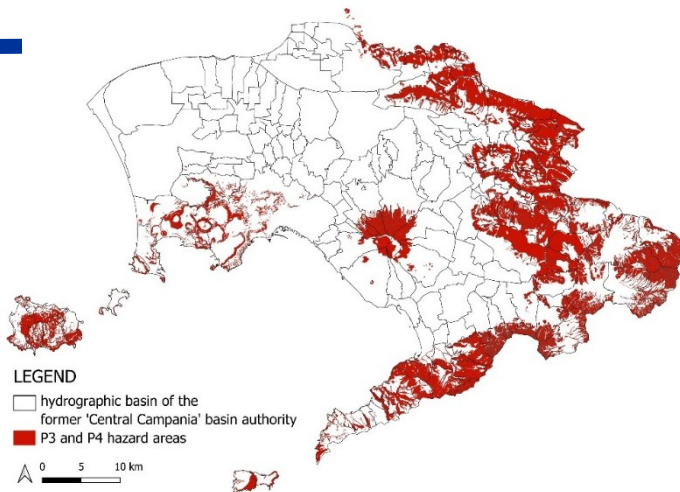 LEGEND
hydrographic basin of the
former 'Central Campania' basin authority
P3 and P4 hazard areas
0 5 10 km